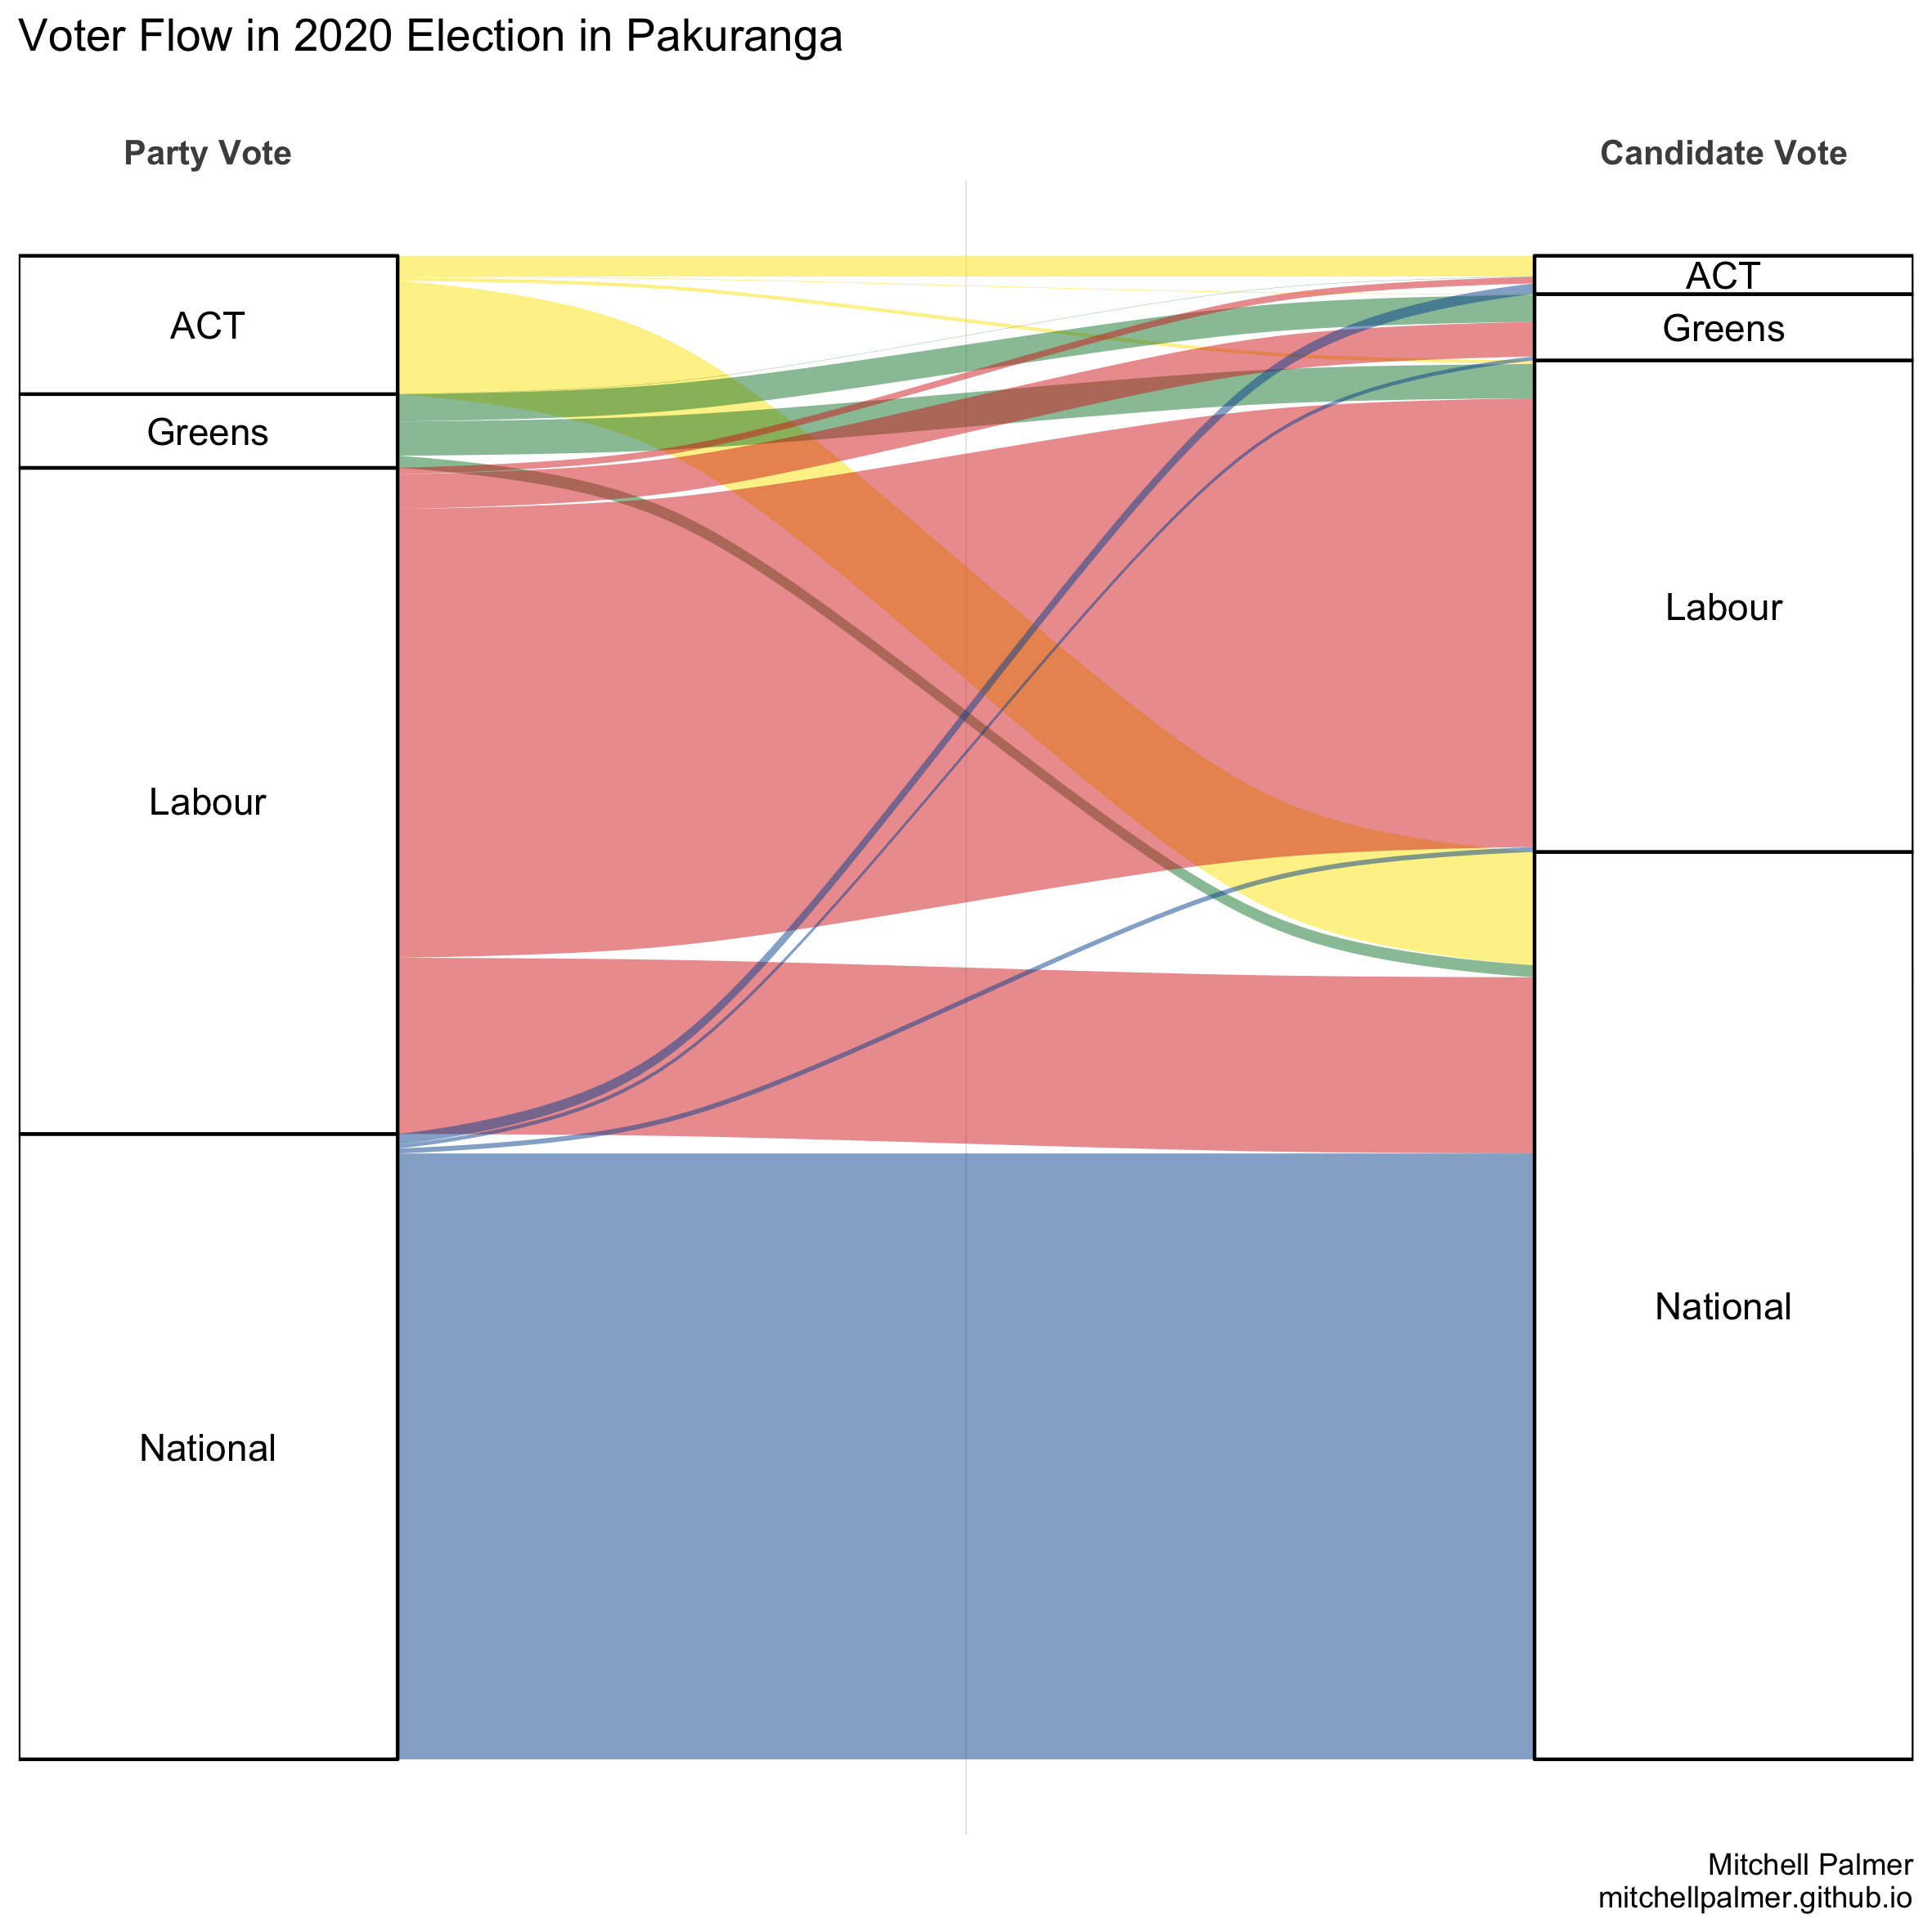 Voter Flow in 2020 Election in Pakuranga
Party Vote
Candidate Vote
ACT
Greens
Labour
National
ACT
Greens
Labour
National
Mitchell Palmer
mitchellpalmer.github.io